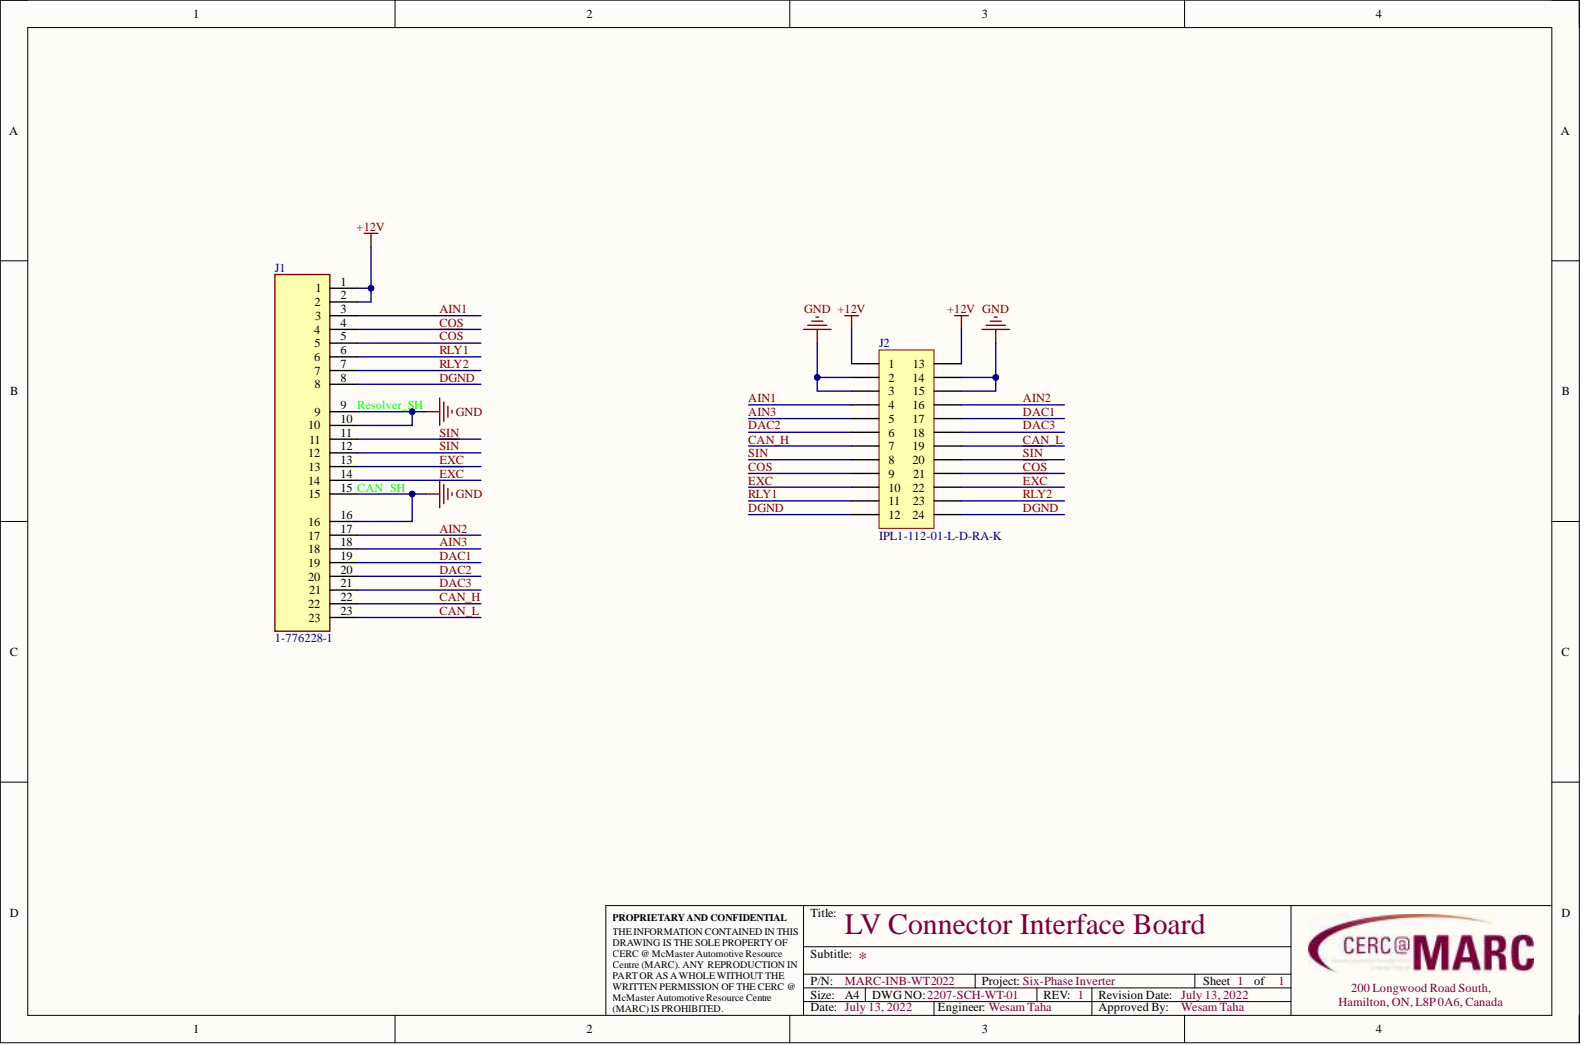 1 2 3 4
A A
+12V
J1
1 1
2 2
3 3 AIN1
4 4 COS
5 5 COS
6 6 RLY1
7 7 RLY2
8 8 DGND
9 9 Resolver_SH GND
10 10
11 11 SIN
12 12 SIN
13 13 EXC
14 14 EXC
15 15 CAN_SH GND
16 16
17 17 AIN2
18 18 AIN3
19 19 DAC1
20 20 DAC2
21 21 DAC3
22 22 CAN_H
23 23 CAN_L
1-776228-1
GND +12V +12V GND
J2
1 13
2 14
3 15
AIN1 4 16 AIN2
AIN3 5 17 DAC1
DAC2 6 18 DAC3
CAN_H 7 19 CAN_L
SIN 8 20 SIN
COS 9 21 COS
EXC 10 22 EXC
RLY1 11 23 RLY2
DGND 12 24 DGND
IPL1-112-01-L-D-RA-K
B B
C C
D D
PROPRIETARY AND CONFIDENTIAL
THE INFORMATION CONTAINED IN THIS
DRAWING IS THE SOLE PROPERTY OF
CERC @ McMaster Automotive Resource
Centre (MARC). ANY REPRODUCTION IN
PART OR AS A WHOLE WITHOUT THE
WRITTEN PERMISSION OF THE CERC @
McMaster Automotive Resource Centre
(MARC) IS PROHIBITED.
Title: LV Connector Interface Board
Subtitle: *
P/N: MARC-INB-WT2022 Project: Six-Phase Inverter Sheet 1 of 1
Size: A4 DWG NO: 2207-SCH-WT-01 REV: 1 Revision Date: July 13, 2022
Date: July 13, 2022 Engineer: Wesam Taha Approved By: Wesam Taha
CERC@MARC
200 Longwood Road South,
Hamilton, ON, L8P 0A6, Canada
1 2 3 4